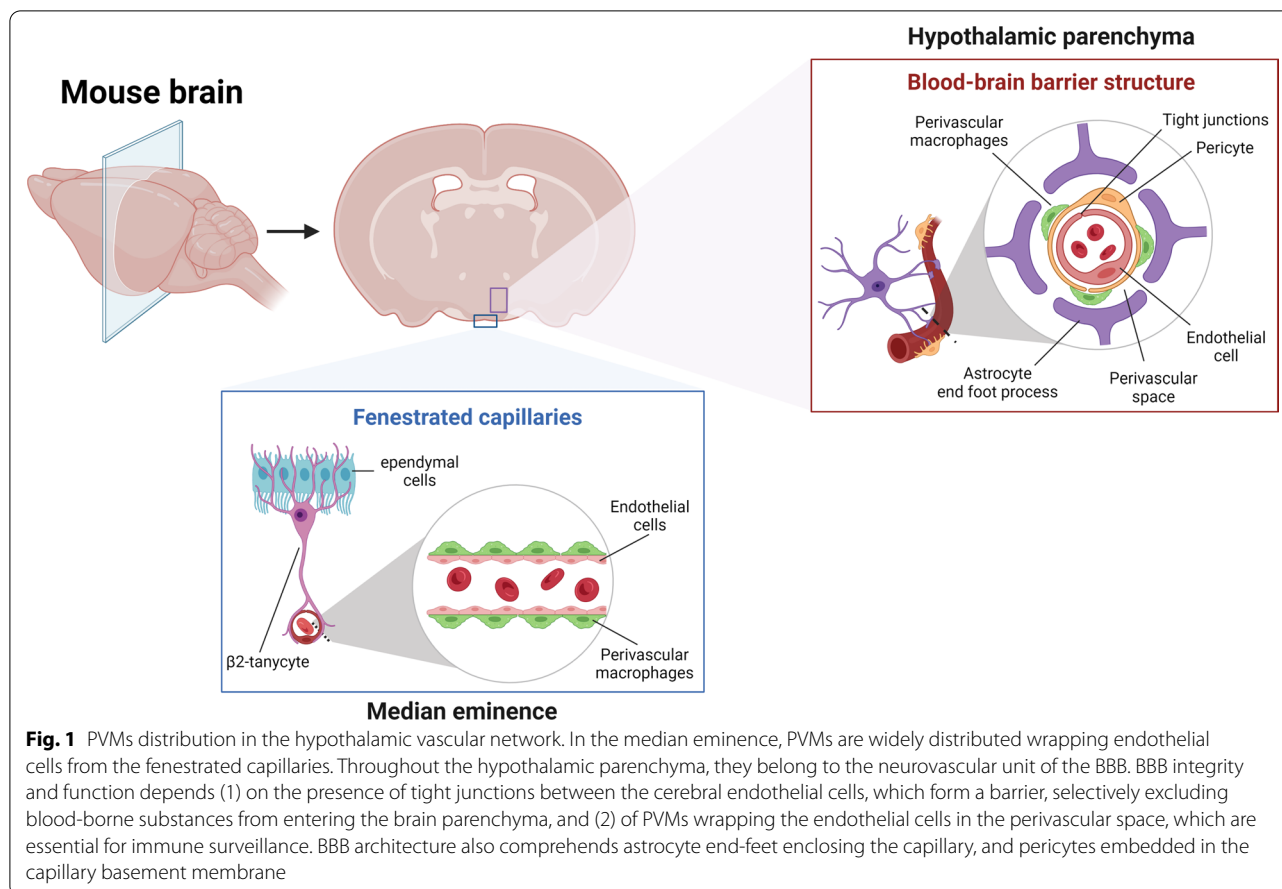 Mouse brain
Hypothalamic parenchyma
Blood-brain barrier structure
Perivascular
macrophages
Tight junctions
Pericyte
Endothelial
cell
Astrocyte
end foot process
Perivascular
space
Fenestrated capillaries
ependymal
cells
Endothelial
cells
β2-tanycyte
Perivascular
macrophages
Median eminence
Fig. 1 PVMs distribution in the hypothalamic vascular network. In the median eminence, PVMs are widely distributed wrapping endothelial
cells from the fenestrated capillaries. Throughout the hypothalamic parenchyma, they belong to the neurovascular unit of the BBB. BBB integrity
and function depends (1) on the presence of tight junctions between the cerebral endothelial cells, which form a barrier, selectively excluding
blood-borne substances from entering the brain parenchyma, and (2) of PVMs wrapping the endothelial cells in the perivascular space, which are
essential for immune surveillance. BBB architecture also comprehends astrocyte end-feet enclosing the capillary, and pericytes embedded in the
capillary basement membrane